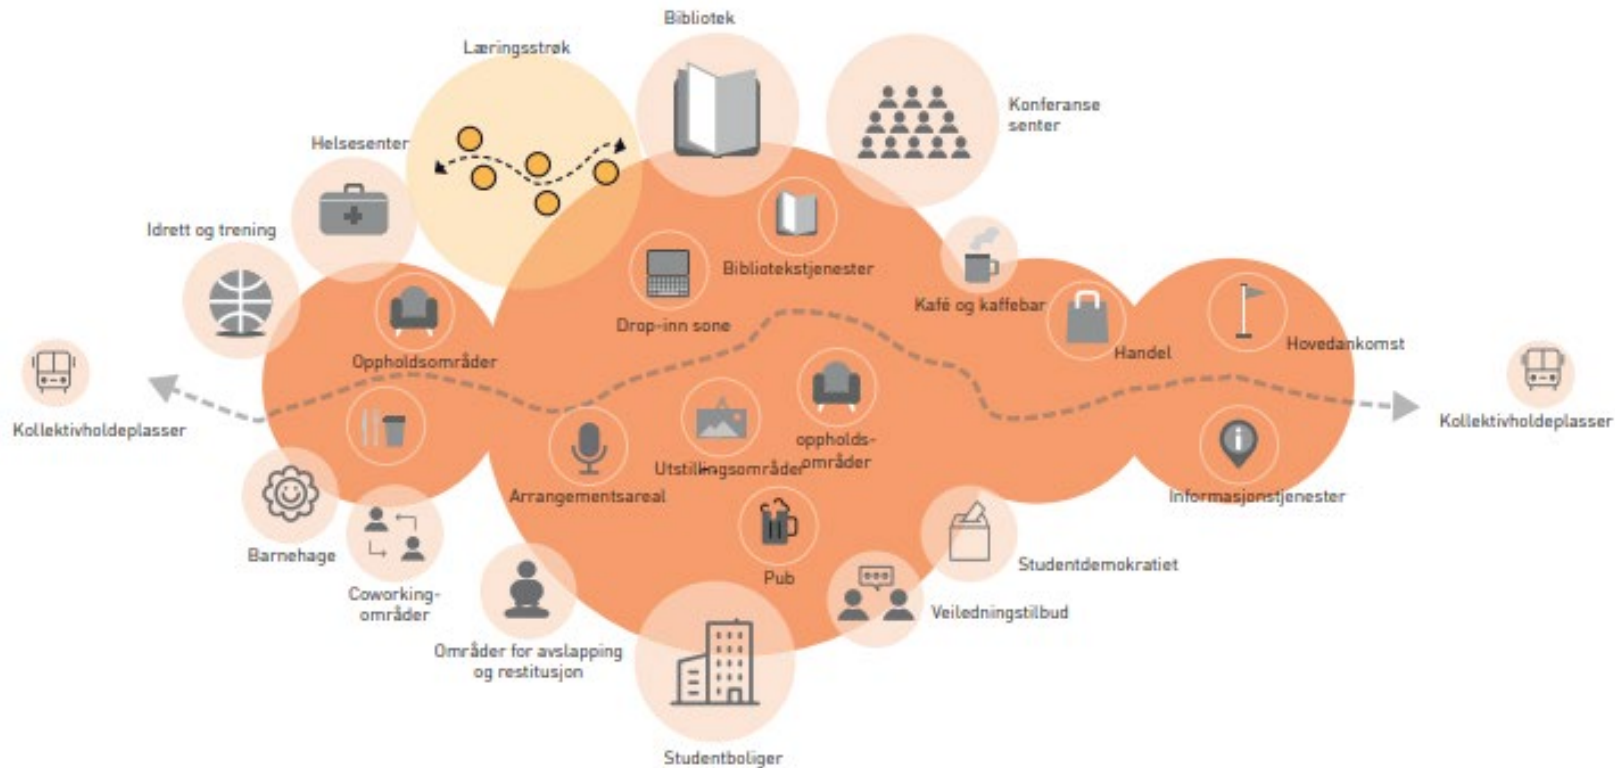 Bibliotek
Læringsstrøk
Konferanse
senter
Helsesenter
Idrett og trening
Bibliotekstjenester
Drop-inn sone
Kafé og kaffebar
Handel
Hovedankomst
Oppholdsområder
Kollektivholdeplasser
Kollektivholdeplasser
oppholds-
områder
Utstillingsområder
Arrangementsareal
Informasjonstjenester
Barnehage
Coworking-
områder
Pub
Studentdemokratiet
Veiledningstilbud
Områder for avslapping
og restitusjon
Studentboliger